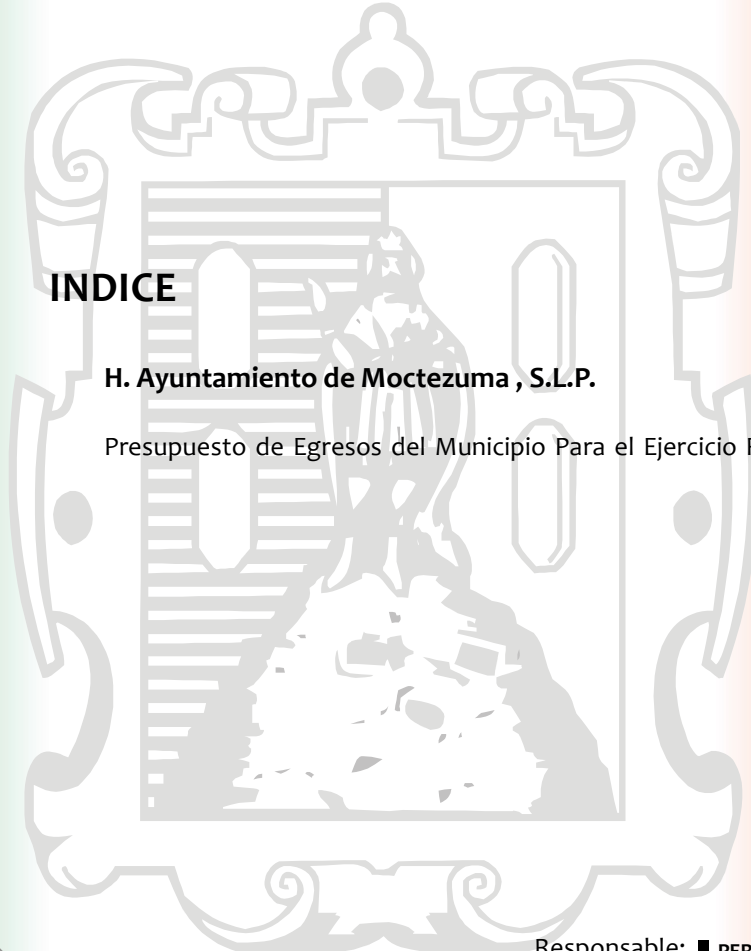 INDICE
H. Ayuntamiento de Moctezuma , S.L.P.
Presupuesto de Egresos del Municipio Para el Ejercicio
Responsable: